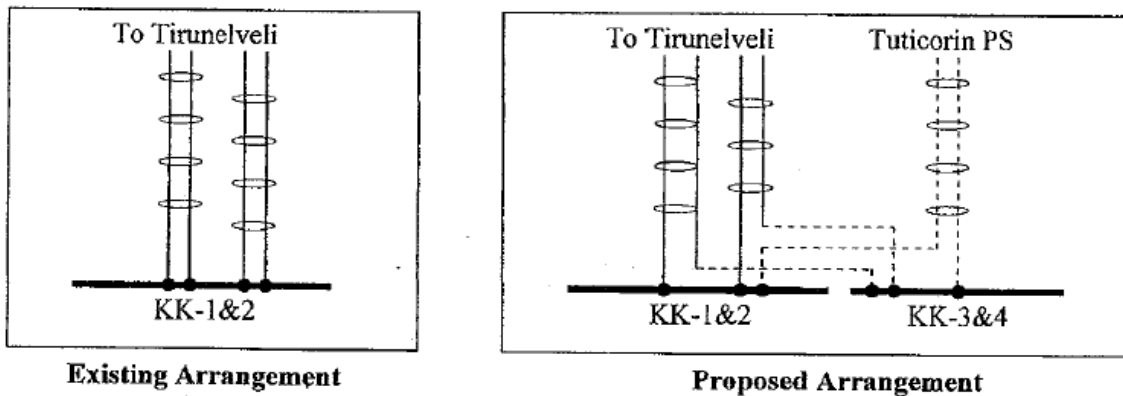 To Tirunelveli
KK-1&2
Existing Arrangement
To Tirunelveli
Tuticorin PS
KK-1&2
KK-3&4
Proposed Arrangement